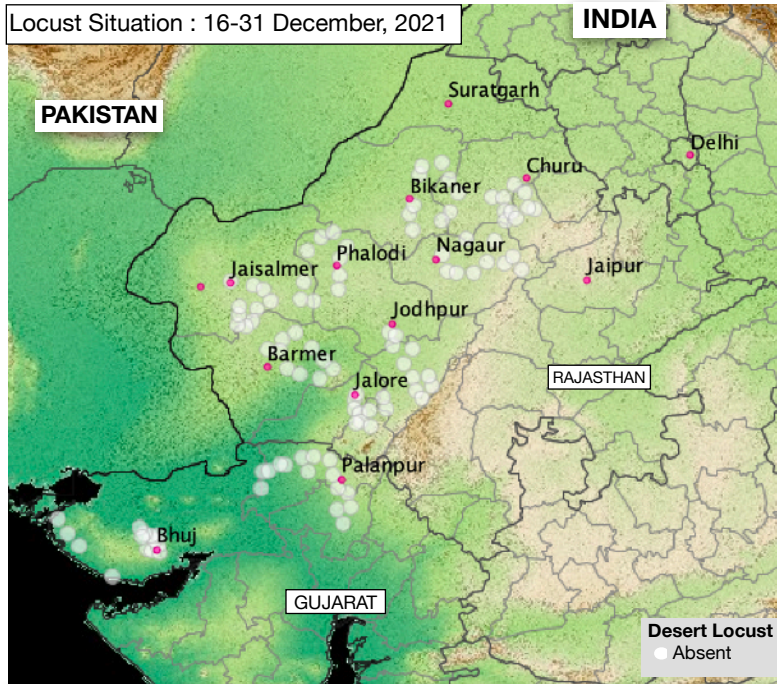 Locust Situation : 16-31 December, 2021
INDIA
PAKISTAN
Suratgarh
Delhi
Churu
Bikaner
Phalodi
Nagaur
Jaisalmer
Jaipur
Jodhpur
Barmer
Jalore
RAJASTHAN
Palanpur
Bhuj
GUJARAT
Desert Locust
Absent